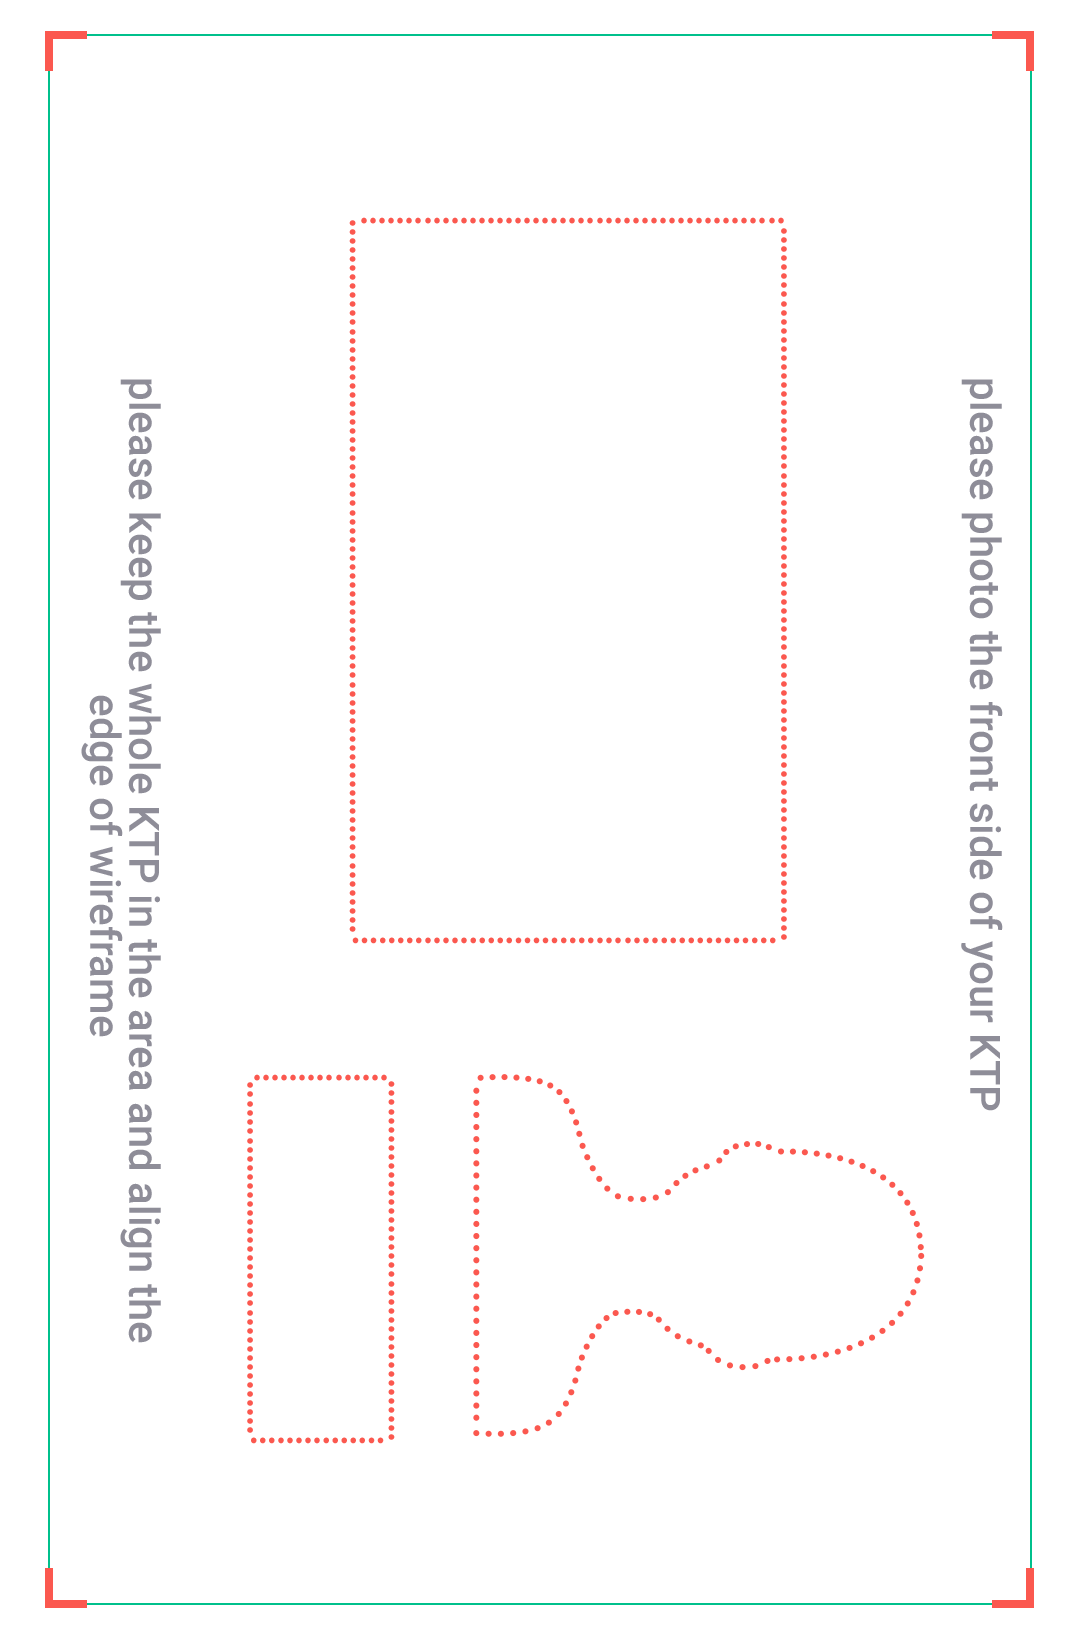 please photo the front side of your KTP
please keep the whole KTP in the area and align the
edge of wireframe